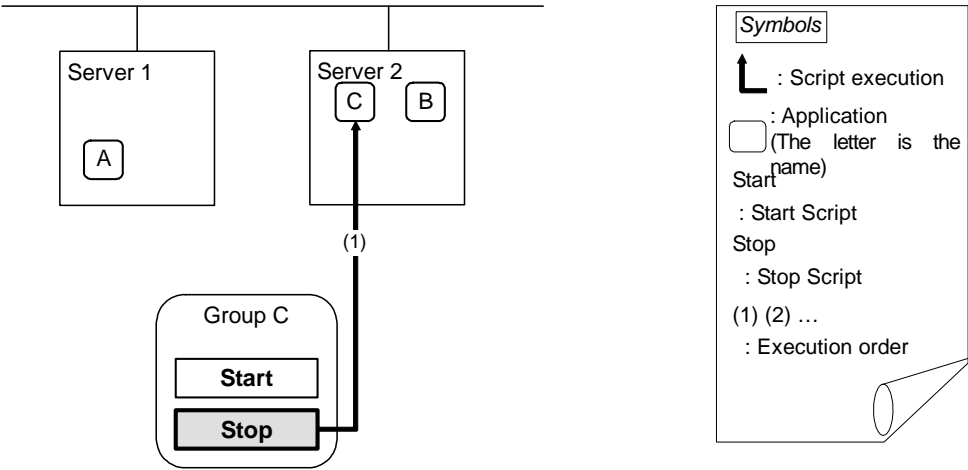 Server 1
Server 2
C
B
A
(1)
Group C
Start
Stop
Symbols
: Script execution
: Application
(The letter is the
name)
Start
: Start Script
Stop
: Stop Script
(1) (2) …
: Execution order